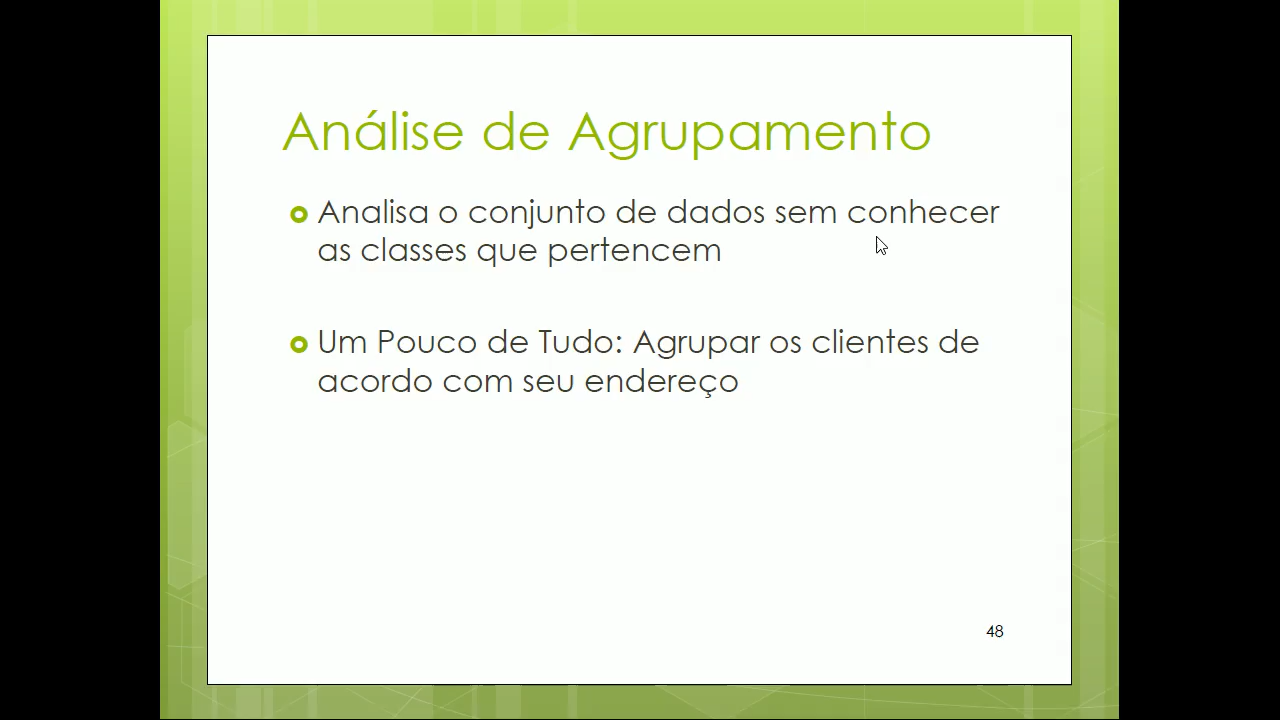 Análise de Agrupamento
Analisa o conjunto de dados sem conhecer
as classes que pertencem
Um Pouco de Tudo: Agrupar os clientes de
acordo com seu endereço
48